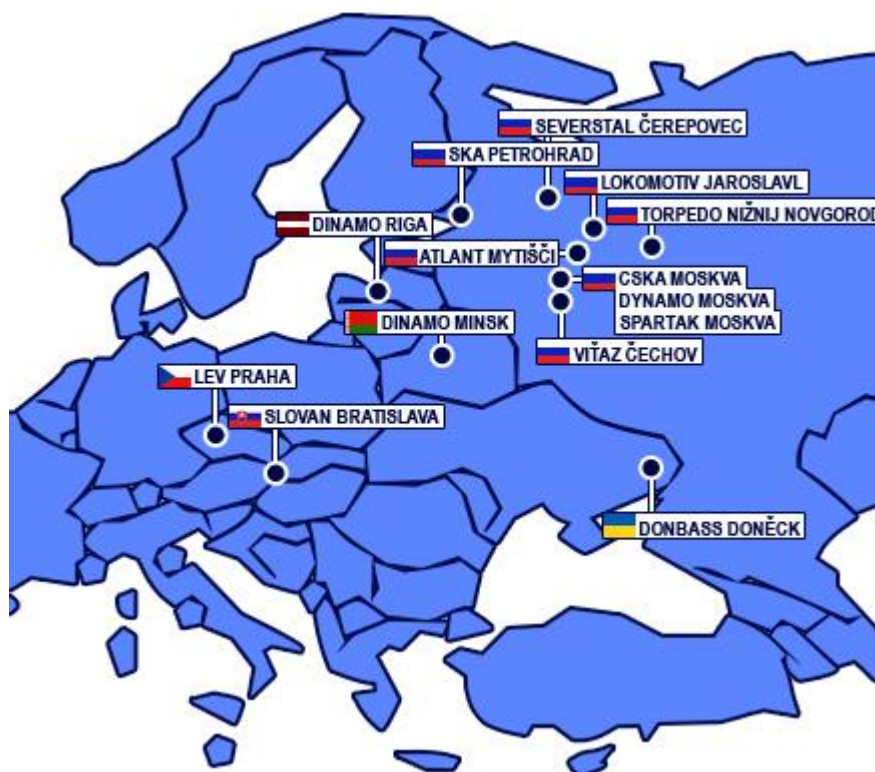 SEVERSTAL ČEREPOVEC
SKA PETROHRAD
LOKOMOTIV JAROSLAVL
TORPEDO NIŽNIJ NOVGOROD
DINAMO RIGA
ATLANT MYTIŠČI
CSKA MOSKVA
DYNAMO MOSKVA
SPARTAK MOSKVA
DINAMO MINSK
VIŤAZ ČECHOV
LEV PRAHA
SLOVAN BRATISLAVA
DONBASS DONĚCK